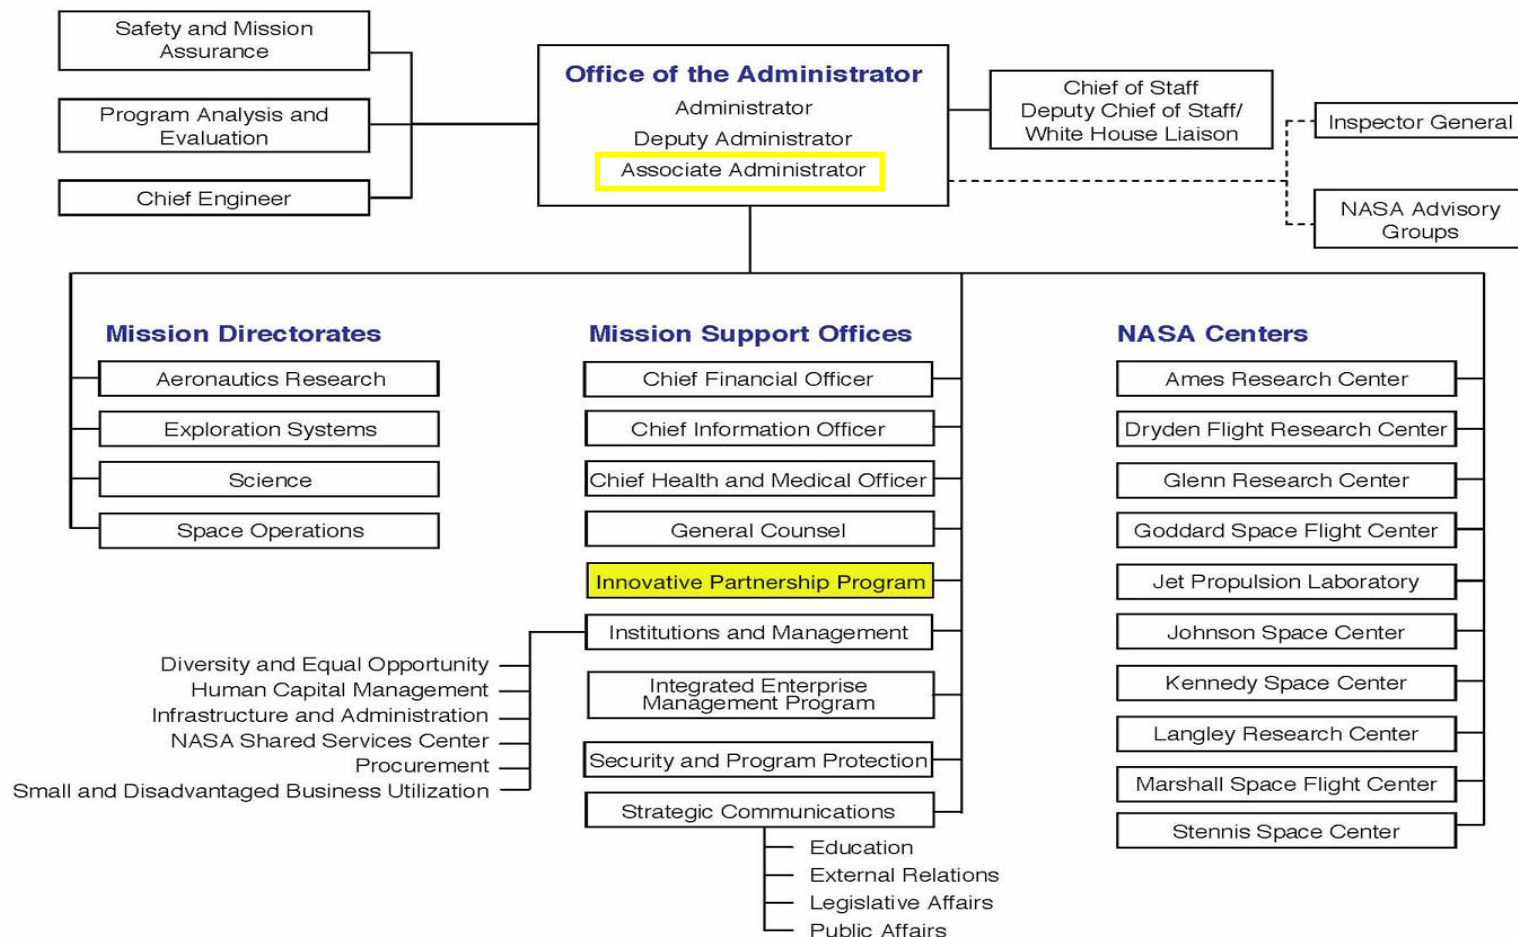 Safety and Mission
Assurance
Program Analysis and
Evaluation
Chief Engineer
Office of the Administrator
Administrator
Deputy Administrator
Associate Administrator
Chief of Staff
Deputy Chief of Staff/
White House Liaison
Inspector General
NASA Advisory
Groups
Mission Directorates
Aeronautics Research
Exploration Systems
Science
Space Operations
Mission Support Offices
Chief Financial Officer
Chief Information Officer
Chief Health and Medical Officer
General Counsel
Innovative Partnership Program
Institutions and Management
Diversity and Equal Opportunity
Human Capital Management
Infrastructure and Administration
NASA Shared Services Center
Procurement
Small and Disadvantaged Business Utilization
Integrated Enterprise
Management Program
Security and Program Protection
Strategic Communications
Education
External Relations
Legislative Affairs
Public Affairs
NASA Centers
Ames Research Center
Dryden Flight Research Center
Glenn Research Center
Goddard Space Flight Center
Jet Propulsion Laboratory
Johnson Space Center
Kennedy Space Center
Langley Research Center
Marshall Space Flight Center
Stennis Space Center